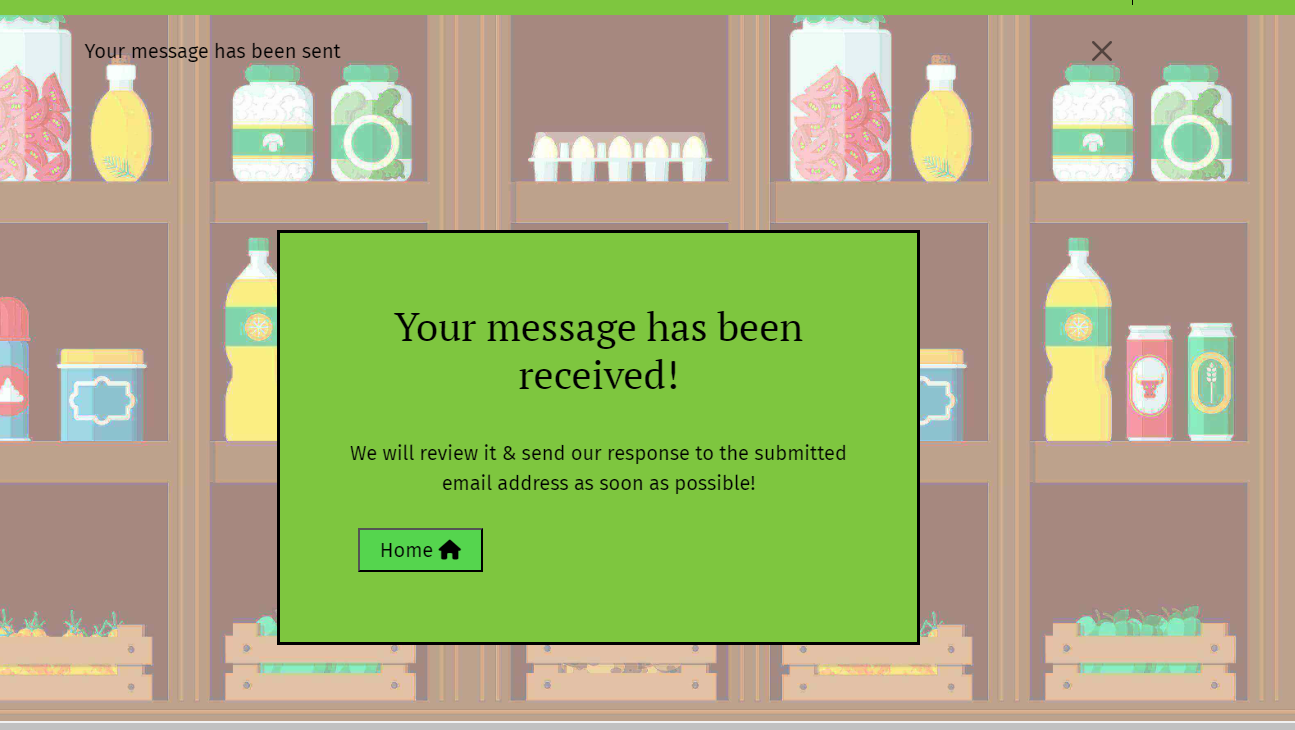 Your message has been sent
Your message has been
received!
We will review it & send our response to the submitted
email address as soon as possible!
Home